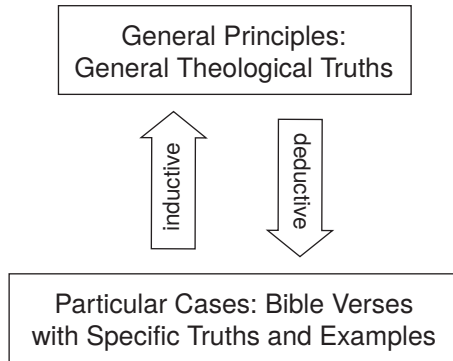 General Principles:
General Theological Truths
inductive
deductive
Particular Cases: Bible Verses
with Specific Truths and Examples